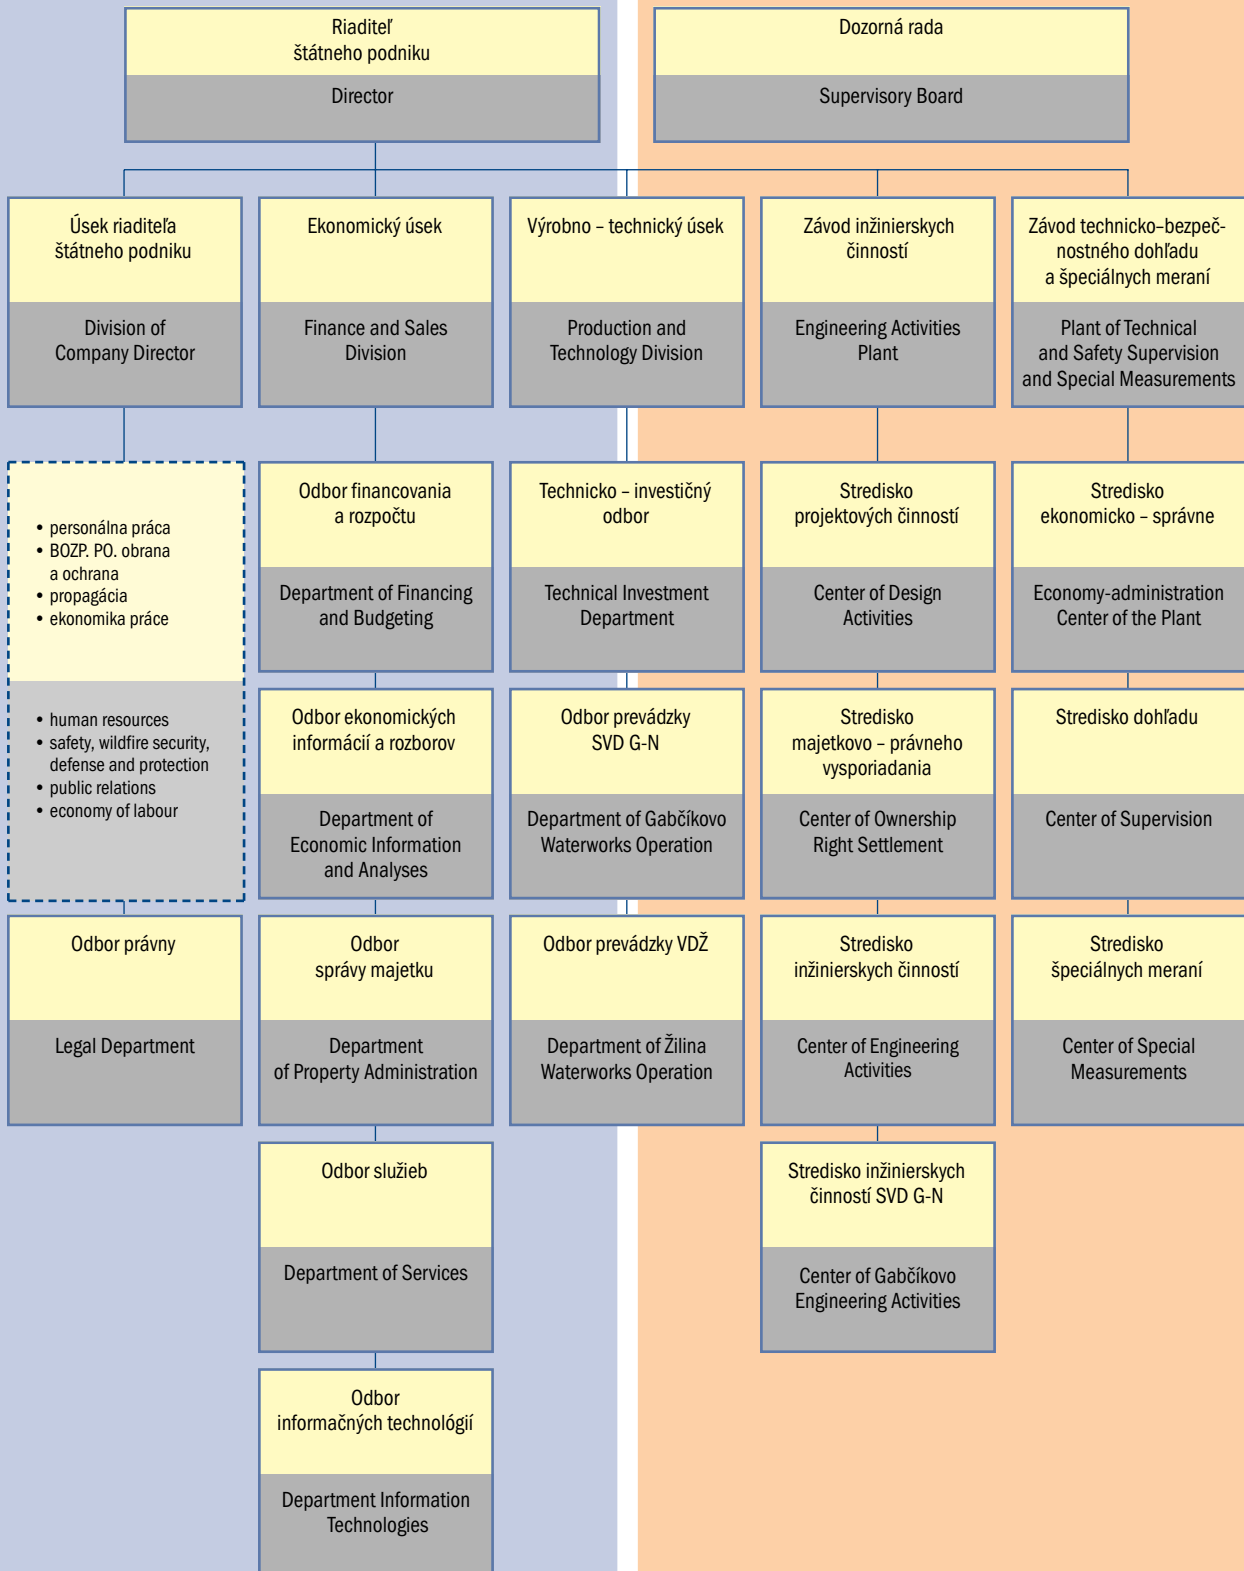 Riaditeľ
štátneho podniku
Director
Dozorná rada
Supervisory Board
Úsek riaditeľa
štátneho podniku
Division of
Company Director
Ekonomický úsek
Finance and Sales
Division
Výrobno – technický úsek
Production and
Technology Division
Závod inžinierskych
činností
Engineering Activities
Plant
Závod technicko–bezpeč-
nostného dohľadu
a špeciálnych meraní
Plant of Technical
and Safety Supervision
and Special Measurements
• personálna práca
• BOZP. PO. obrana
a ochrana
• propagácia
• ekonomika práce
• human resources
• safety, wildfire security,
defense and protection
• public relations
• economy of labour
Odbor právny
Legal Department
Odbor financovania
a rozpočtu
Department of Financing
and Budgeting
Odbor ekonomických
informácií a rozborov
Department of
Economic Information
and Analyses
Odbor
správy majetku
Department
of Property Administration
Odbor služieb
Department of Services
Odbor
informačných technológií
Department Information
Technologies
Technicko – investičný
odbor
Technical Investment
Department
Odbor prevádzky
SVD G-N
Department of Gabčíkovo
Waterworks Operation
Odbor prevádzky VDŽ
Department of Žilina
Waterworks Operation
Stredisko
projektových činností
Center of Design
Activities
Stredisko
majetkovo – právneho
vysporiadania
Center of Ownership
Right Settlement
Stredisko
inžinierskych činností
Center of Engineering
Activities
Stredisko inžinierskych
činností SVD G-N
Center of Gabčíkovo
Engineering Activities
Stredisko
ekonomicko – správne
Economy-administration
Center of the Plant
Stredisko dohľadu
Center of Supervision
Stredisko
špeciálnych meraní
Center of Special
Measurements